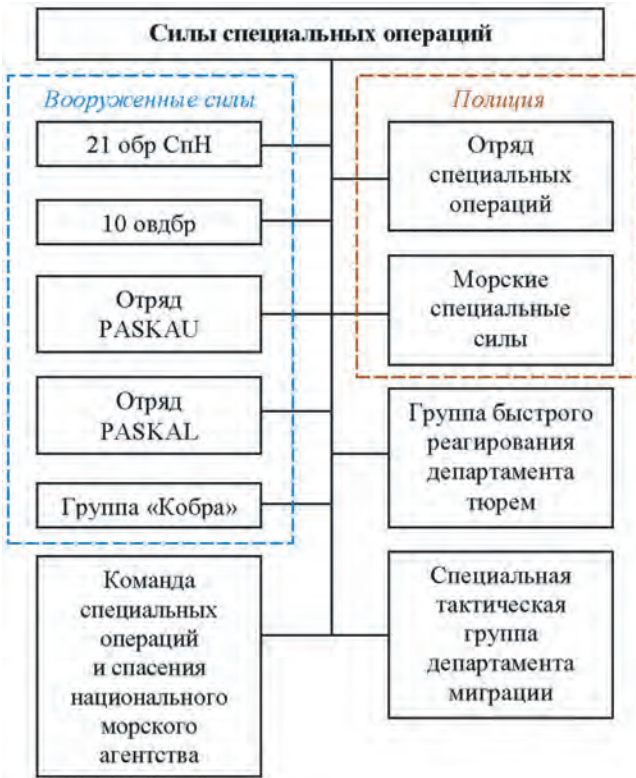 Силы специальных операций
Вооруженные силы
21 обр СпН
10 овдбр
Отряд
PASKAU
Отряд
PASKAL
Группа «Кобра»
Команда
специальных
операций
и спасения
национального
морского
агентства
Полиция
Отряд
специальных
операций
Морские
специальные
силы
Группа быстрого
реагирования
департамента
тюрем
Специальная
тактическая
группа
департамента
миграции